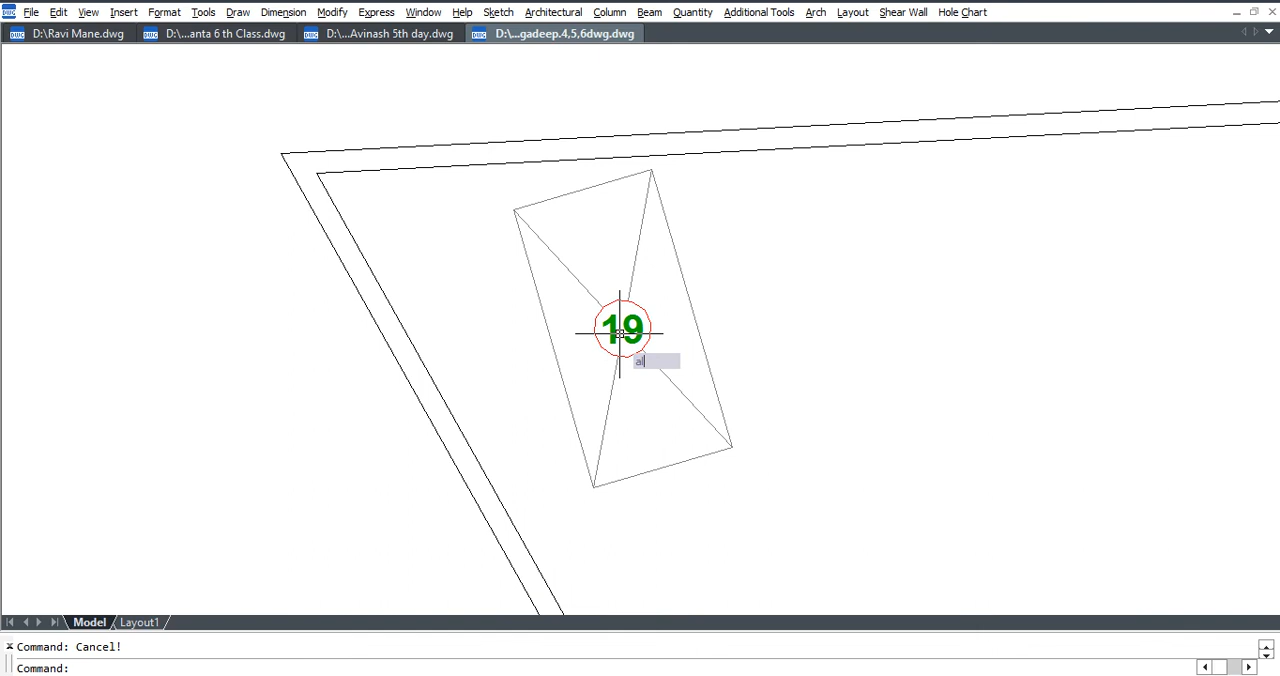 File Edit View Insert Format Tools Draw Dimension Modify Express Window Help Sketch Architectural Column Beam Quantity Additional Tools Arch Layout Shear Wall Hole Chart
D:\Ravi Mane.dwg D:\...anta 6 th Class.dwg D:\...Avinash 5th day.dwg D:\...gadeep.4,5,6dwg.dwg
19
al
Model Layout1
Command: Cancel!
Command: